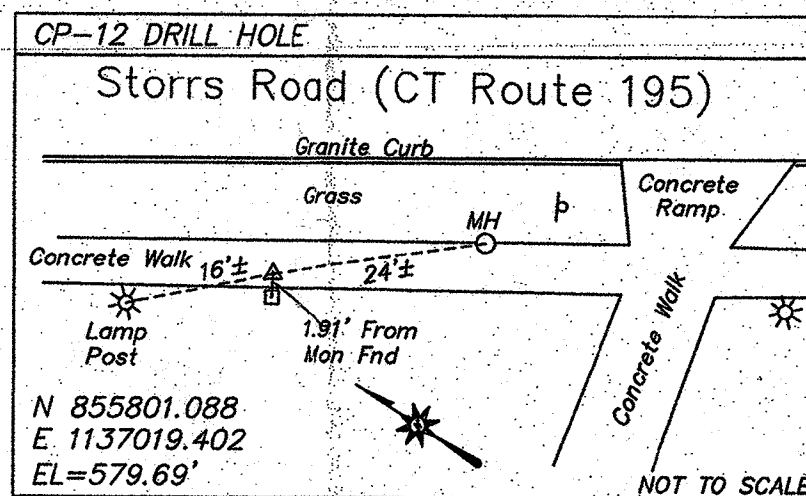 CP-12 DRILL HOLE
Storrs Road (CT Route 195)
Granite Curb
Grass
Concrete
Ramp
MH
Concrete Walk
16'±
24'±
Lamp
Post
1.91' From
Mon Fnd
Concrete Walk
N 855801.088
E 1137019.402
EL=579.69'
NOT TO SCALE